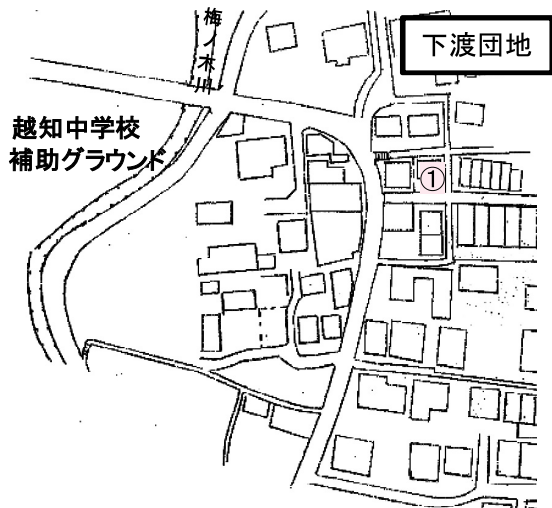 梅ノ木川
下渡団地
越知中学校
補助グラウンド
①